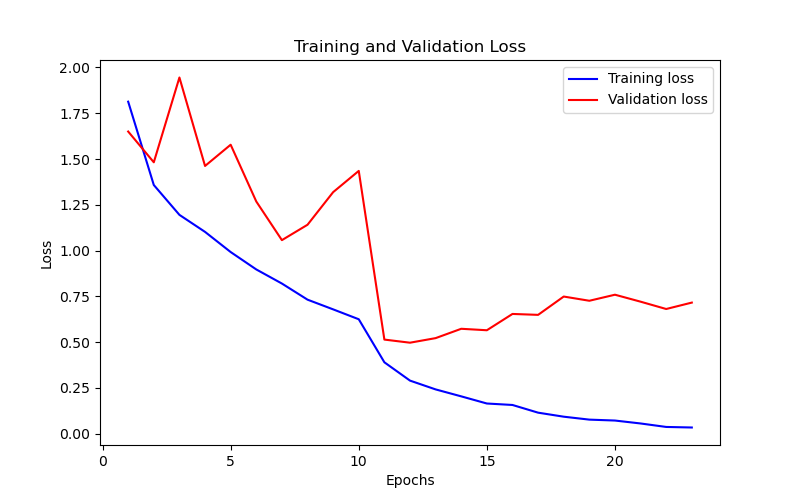 Training and Validation Loss
Training loss
Validation loss
2.00
1.75
1.50
1.25
1.00
0.75
0.50
0.25
0.00
Loss
0
5
10
15
20
Epochs